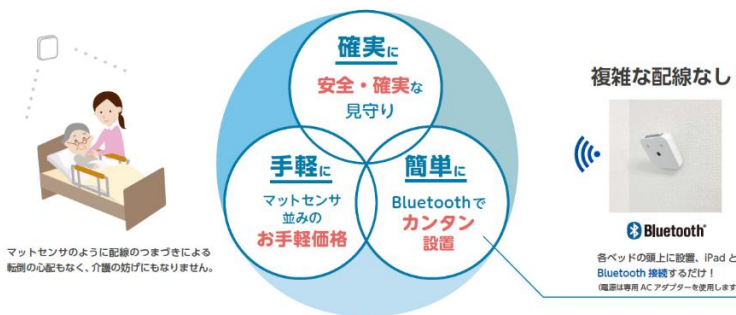 確実に
安全・確実な
見守り
手軽に
マットセンサ
並みの
お手軽価格
簡単に
Bluetoothで
カンタン
設置
マットセンサのように配線のつまづきによる
転倒の心配もなく、介護の妨げにもなりません。
複雑な配線なし
Bluetooth®
各ベッドの頭上に設置、iPadと
Bluetooth 接続するだけ！
(電源は専用 AC アダプターを使用します